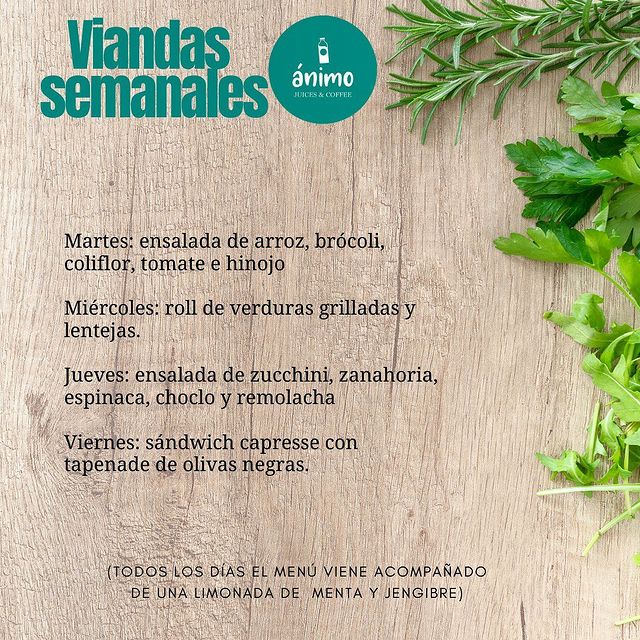 Viandas
semanales
ánimo
JUICES & COFFEE
Martes: ensalada de arroz, brócoli,
coliflor, tomate e hinojo
Miércoles: roll de verduras grilladas y
lentejas.
Jueves: ensalada de zucchini, zanahoria,
espinaca, choclo y remolacha
Viernes: sándwich capresse con
tapenade de olivas negras.
(TODOS LOS DÍAS EL MENÚ VIENE ACOMPAÑADO
DE UNA LIMONADA DE MENTA Y JENGIBRE)